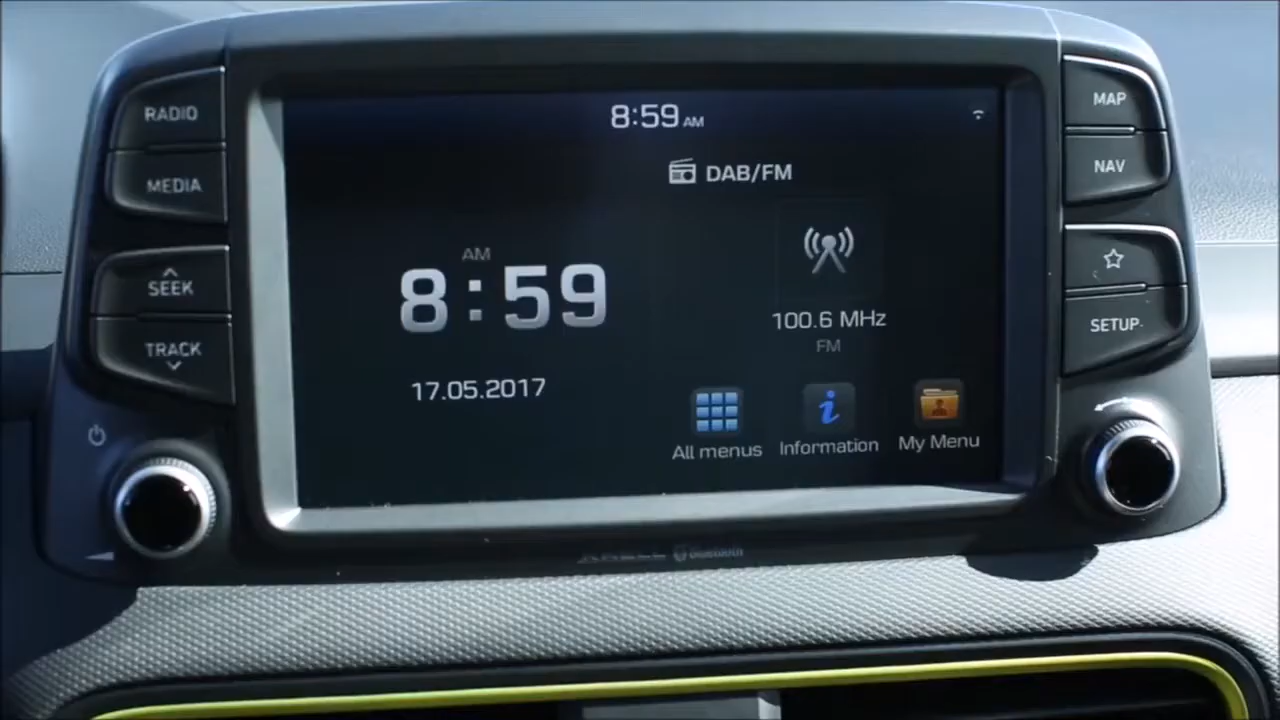 RADIO
MEDIA
SEEK
TRACK
8:59 AM
DAB/FM
AM
8:59
17.05.2017
100.6 MHz
FM
All menus
Information
My Menu
MAP
NAV
SETUP
Bluetooth